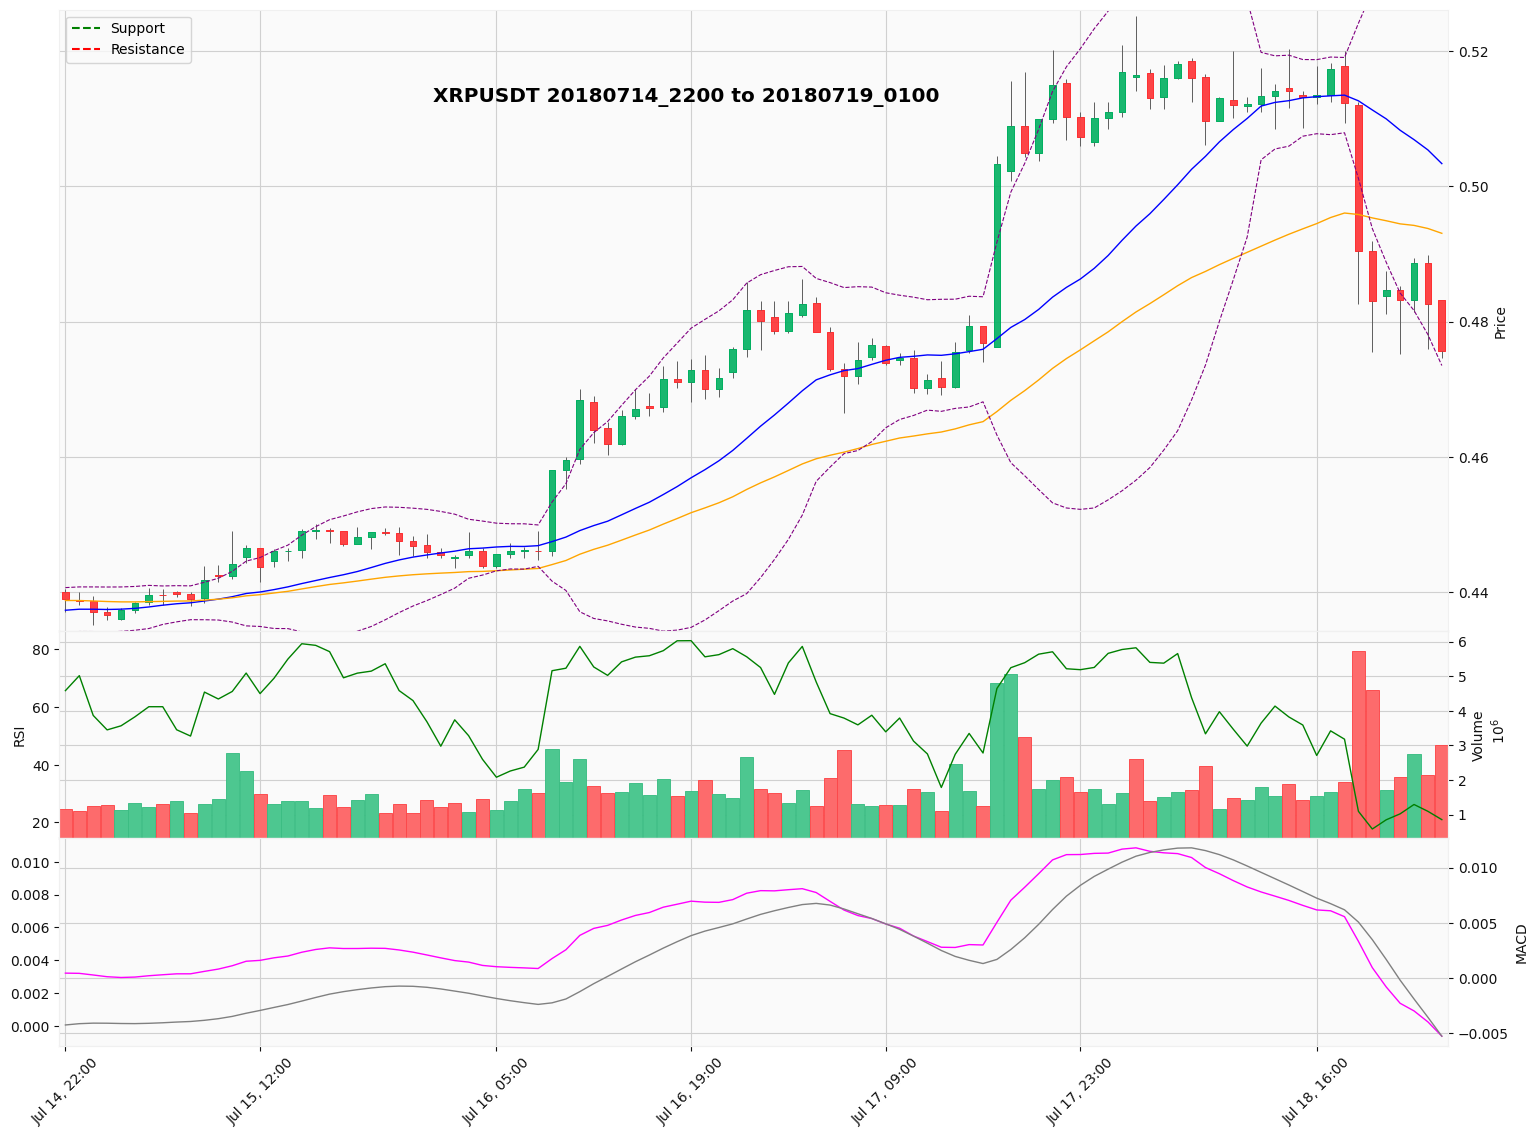 Support
Resistance
XRPUSDT 20180714_2200 to 20180719_0100
0.52
0.50
0.48
0.46
0.44
Price
80
60
40
20
RSI
6
5
4
3
2
1
Volume
10^6
0.010
0.008
0.006
0.004
0.002
0.000
0.010
0.005
0.000
−0.005
MACD
Jul 14, 22:00
Jul 15, 12:00
Jul 16, 05:00
Jul 16, 19:00
Jul 17, 09:00
Jul 17, 23:00
Jul 18, 16:00